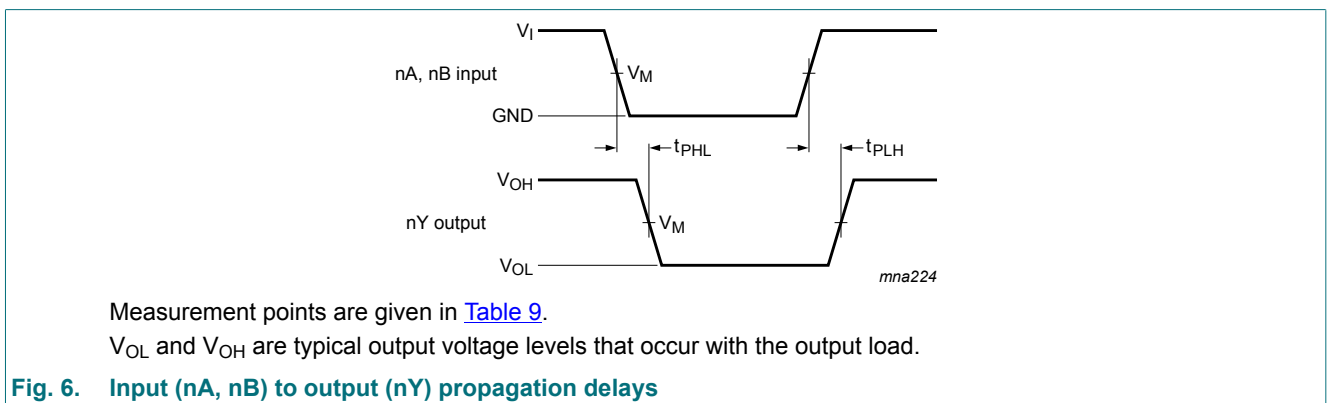 VI
nA, nB input
VM
GND
tPHL
tPLH
VOH
nY output
VM
VOL
mna224
Measurement points are given in Table 9.
VOL and VOH are typical output voltage levels that occur with the output load.
Fig. 6. Input (nA, nB) to output (nY) propagation delays